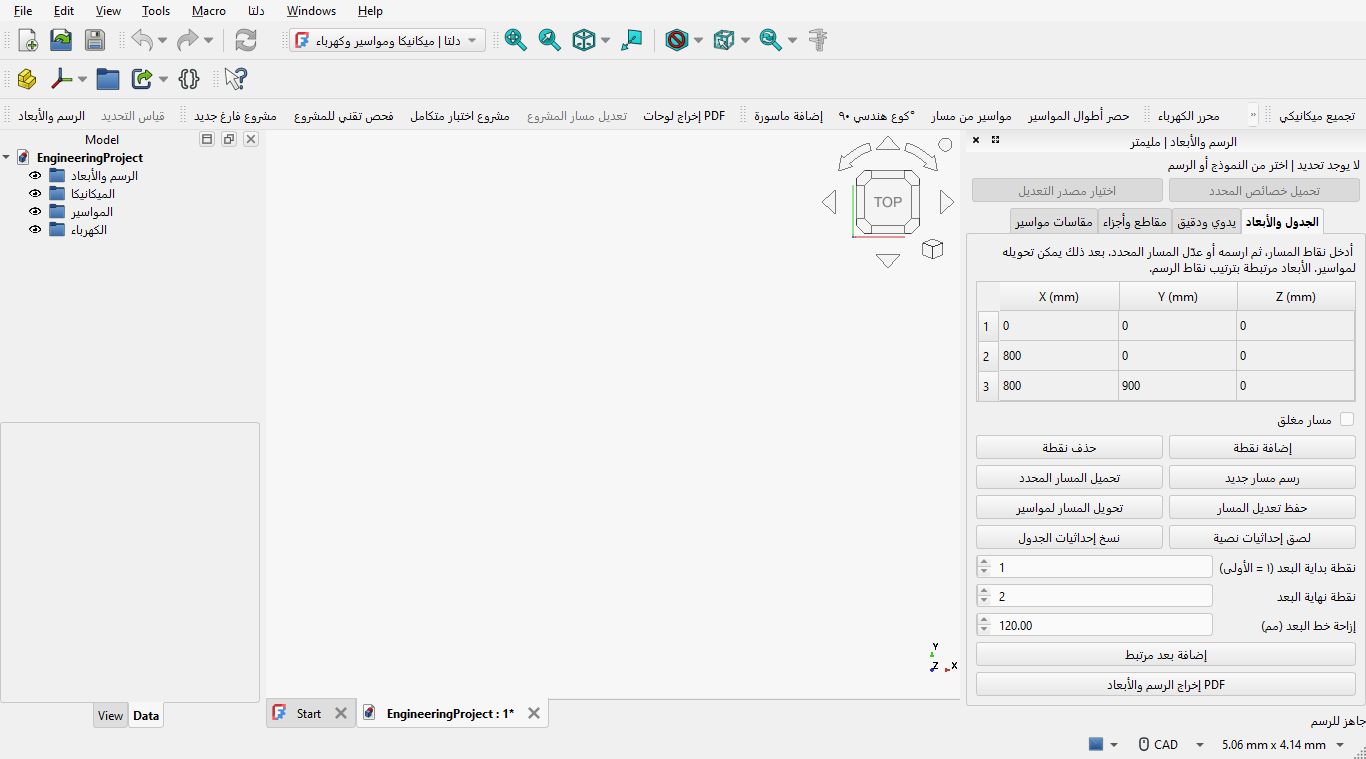 File Edit View Tools Macro دلتا Windows Help
دلتا | ميكانيكا ومواسير وكهرباء
الرسم والأبعاد قياس التحديد مشروع فارغ جديد فحص تقني للمشروع مشروع اختبار متكامل تعديل مسار المشروع PDF إخراج لوحات إضافة ماسورة كوع هندسي ٩٠° مواسير من مسار حصر أطوال المواسير محرر الكهرباء » تجميع ميكانيكي
Model
EngineeringProject
الرسم والأبعاد
الميكانيكا
المواسير
الكهرباء
View Data
TOP
Y
Z X
Start EngineeringProject : 1*
الرسم والأبعاد | مليمتر
لا يوجد تحديد | اختر من النموذج أو الرسم
تحميل خصائص المحدد اختيار مصدر التعديل
الجدول والأبعاد يدوي ودقيق مقاطع وأجزاء مقاسات مواسير
أدخل نقاط المسار، ثم ارسمه أو عدّل المسار المحدد. بعد ذلك يمكن تحويله
لمواسير. الأبعاد مرتبطة بترتيب نقاط الرسم.
X (mm) Y (mm) Z (mm)
1 0 0 0
2 800 0 0
3 800 900 0
مسار مغلق
إضافة نقطة حذف نقطة
رسم مسار جديد تحميل المسار المحدد
حفظ تعديل المسار تحويل المسار لمواسير
لصق إحداثيات نصية نسخ إحداثيات الجدول
نقطة بداية البعد (١ = الأولى) 1
نقطة نهاية البعد 2
إزاحة خط البعد (مم) 120.00
إضافة بعد مرتبط
PDF إخراج الرسم والأبعاد
جاهز للرسم
CAD 5.06 mm x 4.14 mm